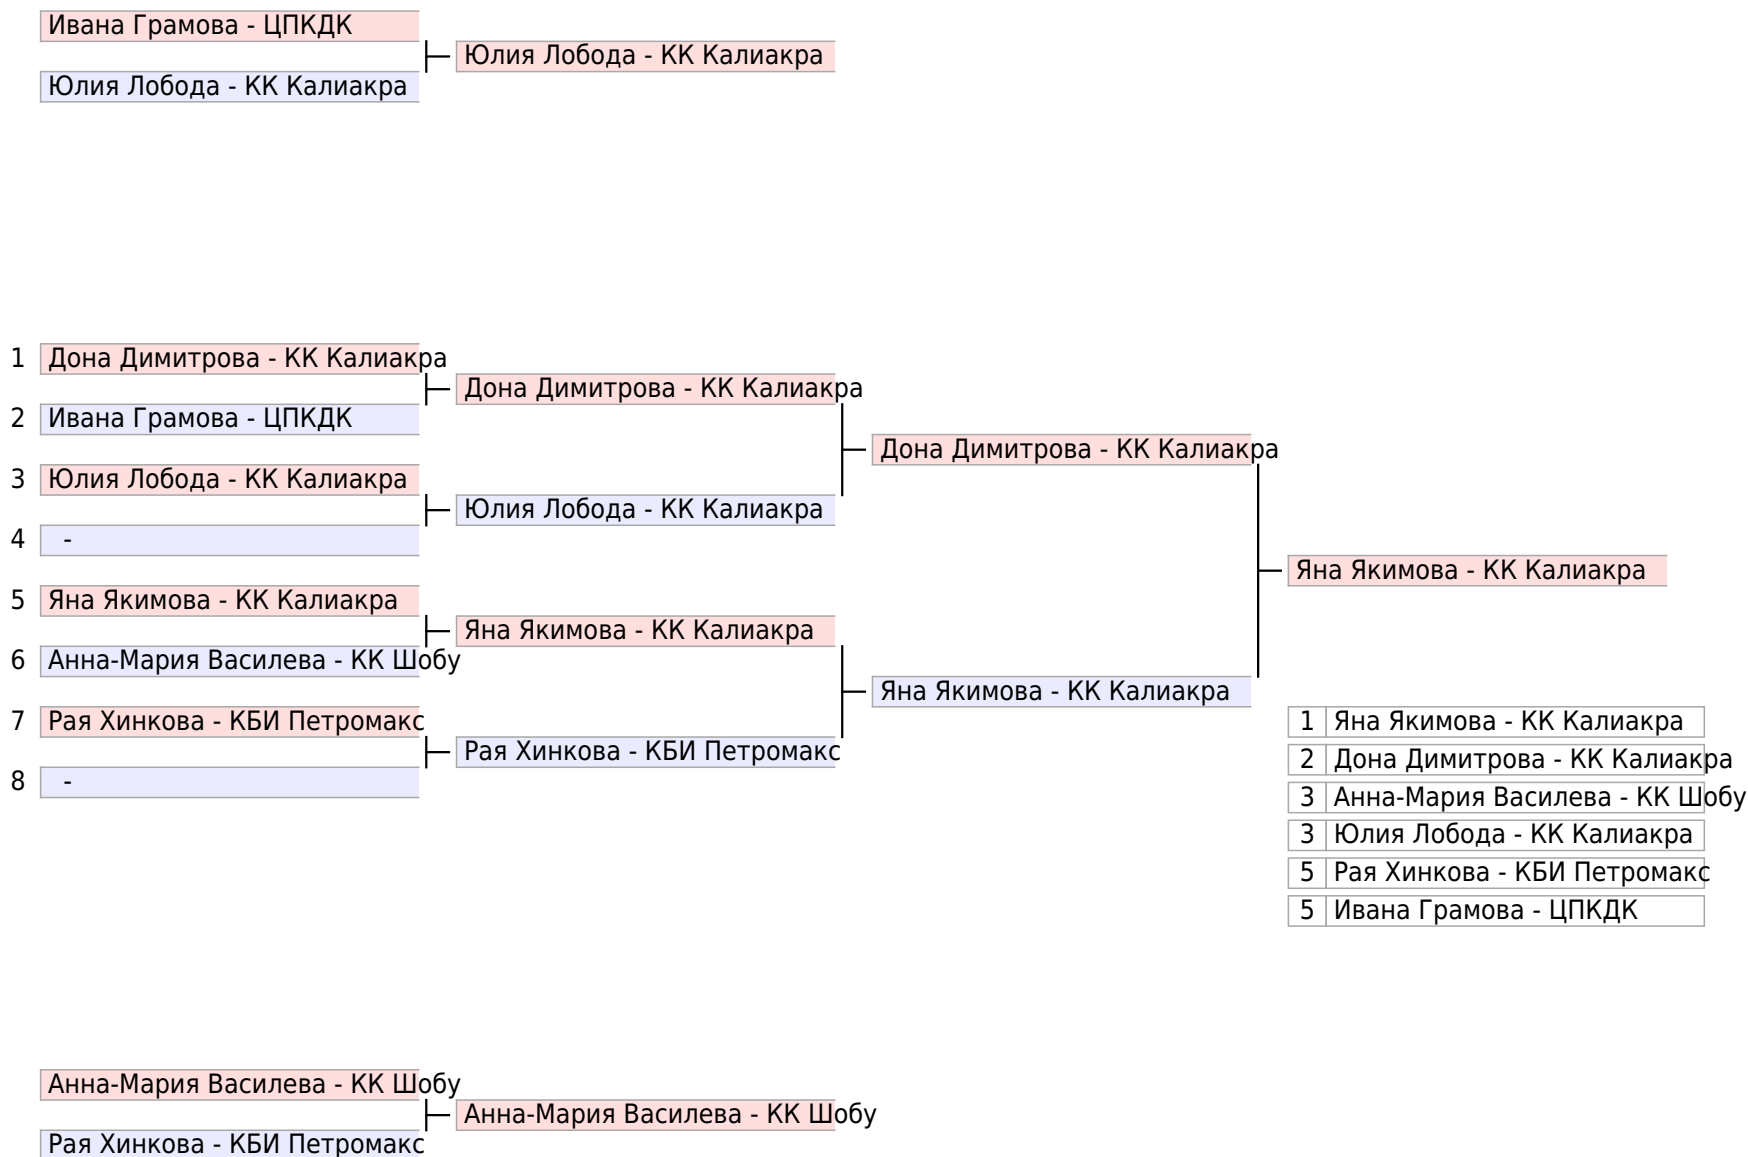 Ивана Грамова - ЦПКДК
Юлия Лобода - КК Калиакра
Юлия Лобода - КК Калиакра
1 Дона Димитрова - КК Калиакра
Дона Димитрова - КК Калиакра
2 Ивана Грамова - ЦПКДК
Дона Димитрова - КК Калиакра
3 Юлия Лобода - КК Калиакра
Юлия Лобода - КК Калиакра
4 -
Яна Якимова - КК Калиакра
5 Яна Якимова - КК Калиакра
Яна Якимова - КК Калиакра
6 Анна-Мария Василева - КК Шобу
Яна Якимова - КК Калиакра
7 Рая Хинкова - КБИ Петромакс
Рая Хинкова - КБИ Петромакс
8 -
1 Яна Якимова - КК Калиакра
2 Дона Димитрова - КК Калиакра
3 Анна-Мария Василева - КК Шобу
3 Юлия Лобода - КК Калиакра
5 Рая Хинкова - КБИ Петромакс
5 Ивана Грамова - ЦПКДК
Анна-Мария Василева - КК Шобу
Анна-Мария Василева - КК Шобу
Рая Хинкова - КБИ Петромакс